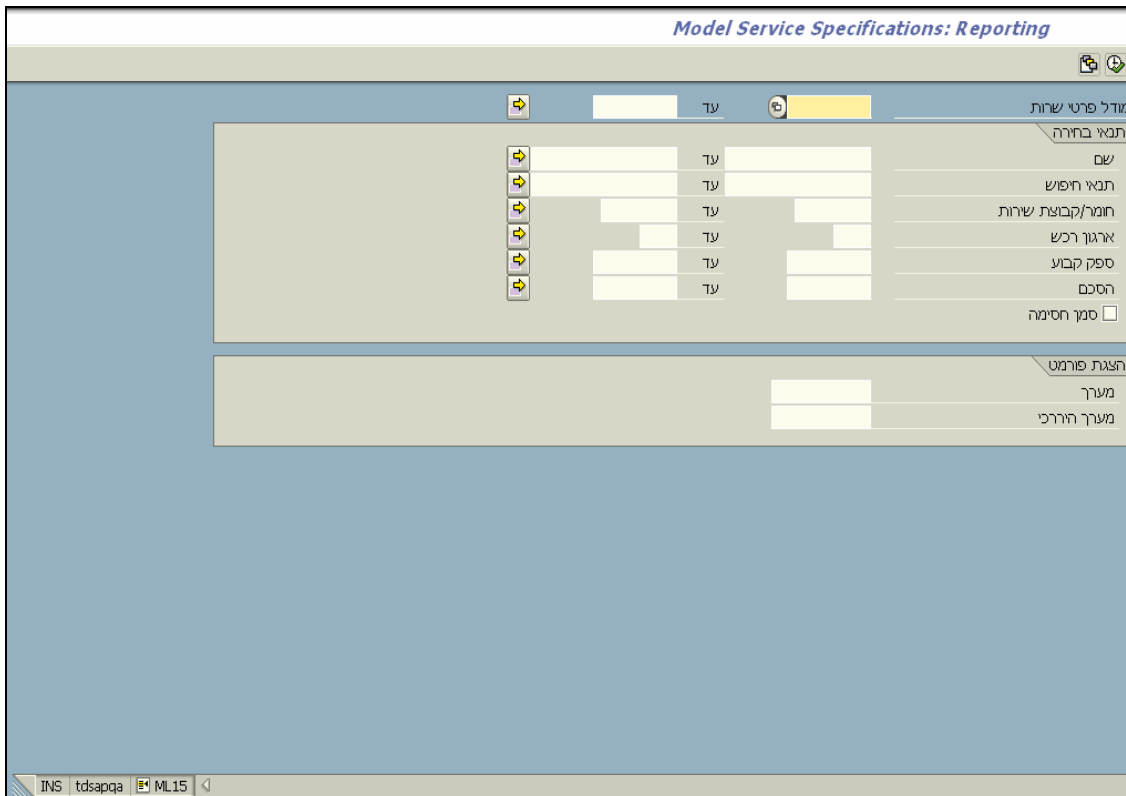 Model Service Specifications: Reporting
מודל פרטי שרות עד
תנאי בחירה
שם עד
תנאי חיפוש עד
חומר/קבוצת שירות עד
ארגון רכש עד
ספק קבוע עד
הסכם עד
סמן חסימה
הצגת פורמט
מערך
מערך היררכי
INS tdsapqa ML15